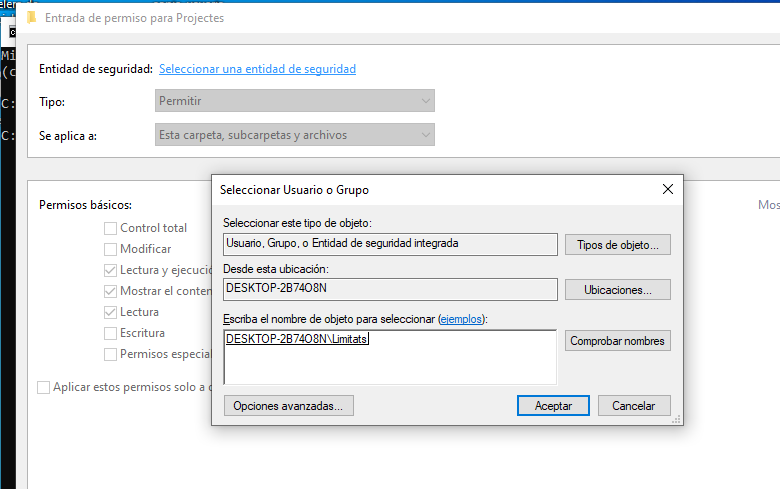 Entrada de permiso para Projectes
Entidad de seguridad: Seleccionar una entidad de seguridad
Tipo: Permitir
Se aplica a: Esta carpeta, subcarpetas y archivos
Permisos básicos:
Mos
Control total
Modificar
Lectura y ejecució
Mostrar el conten
Lectura
Escritura
Permisos especial
Aplicar estos permisos solo a
Seleccionar Usuario o Grupo
Seleccionar este tipo de objeto:
Usuario, Grupo, o Entidad de seguridad integrada
Tipos de objeto...
Desde esta ubicación:
DESKTOP-2B74O8N
Ubicaciones...
Escriba el nombre de objeto para seleccionar (ejemplos):
DESKTOP-2B74O8N\Limitats
Comprobar nombres
Opciones avanzadas...
Aceptar
Cancelar
Mi
(c
C:
C: